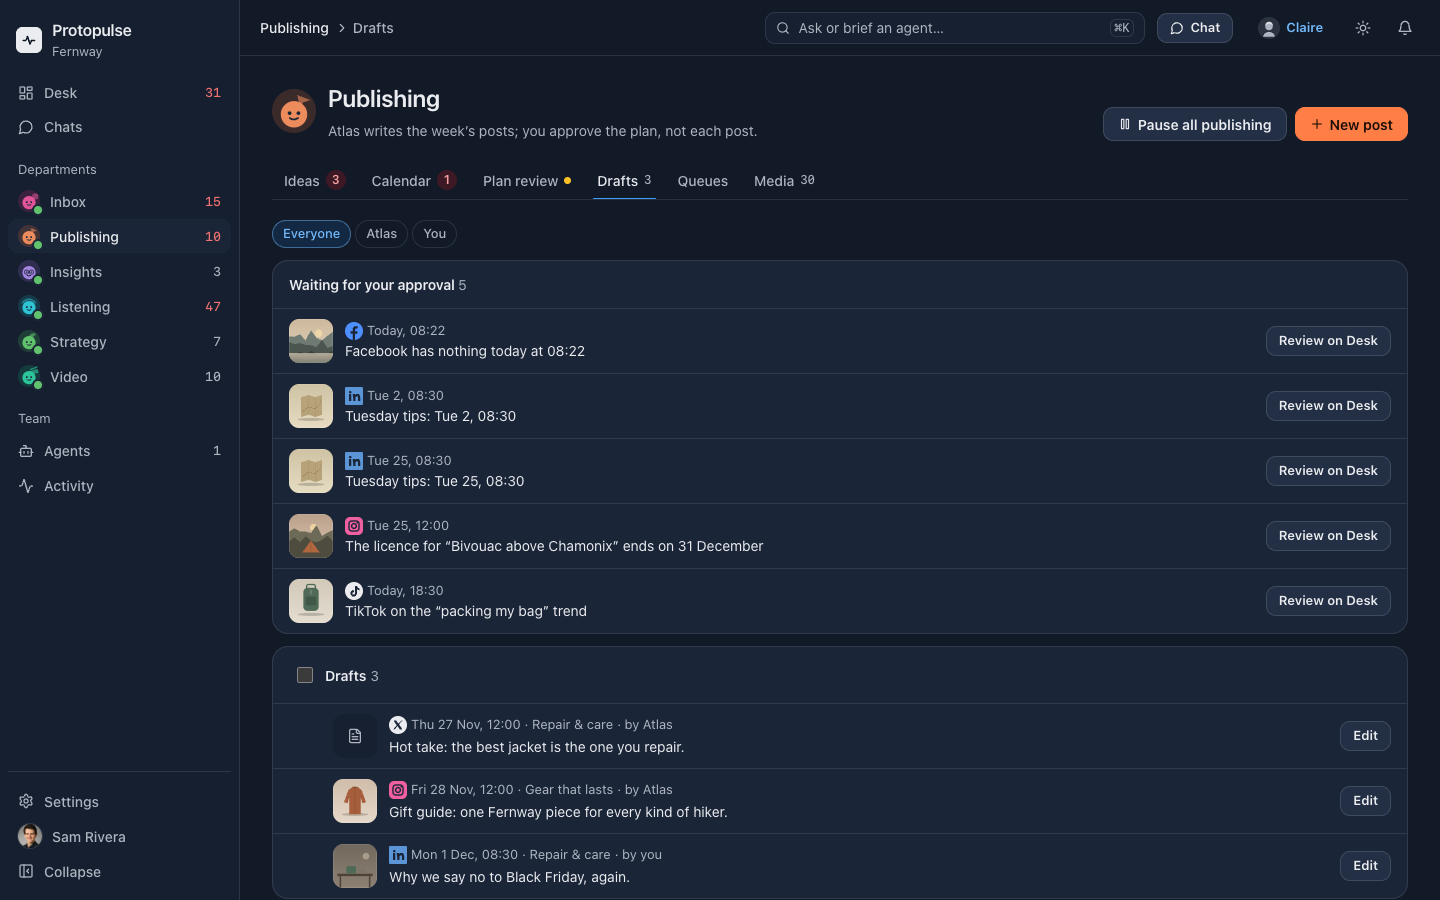 Protopulse
Fernway
Desk 31
Chats
Departments
Inbox 15
Publishing 10
Insights 3
Listening 47
Strategy 7
Video 10
Team
Agents 1
Activity
Settings
Sam Rivera
Collapse
Publishing > Drafts
Ask or brief an agent… ⌘K
Chat
Claire
Publishing
Atlas writes the week’s posts; you approve the plan, not each post.
Pause all publishing
+ New post
Ideas 3
Calendar 1
Plan review
Drafts 3
Queues
Media 30
Everyone
Atlas
You
Waiting for your approval 5
Today, 08:22
Facebook has nothing today at 08:22
Review on Desk
Tue 2, 08:30
Tuesday tips: Tue 2, 08:30
Review on Desk
Tue 25, 08:30
Tuesday tips: Tue 25, 08:30
Review on Desk
Tue 25, 12:00
The licence for “Bivouac above Chamonix” ends on 31 December
Review on Desk
Today, 18:30
TikTok on the “packing my bag” trend
Review on Desk
Drafts 3
Thu 27 Nov, 12:00 · Repair & care · by Atlas
Hot take: the best jacket is the one you repair.
Edit
Fri 28 Nov, 12:00 · Gear that lasts · by Atlas
Gift guide: one Fernway piece for every kind of hiker.
Edit
Mon 1 Dec, 08:30 · Repair & care · by you
Why we say no to Black Friday, again.
Edit